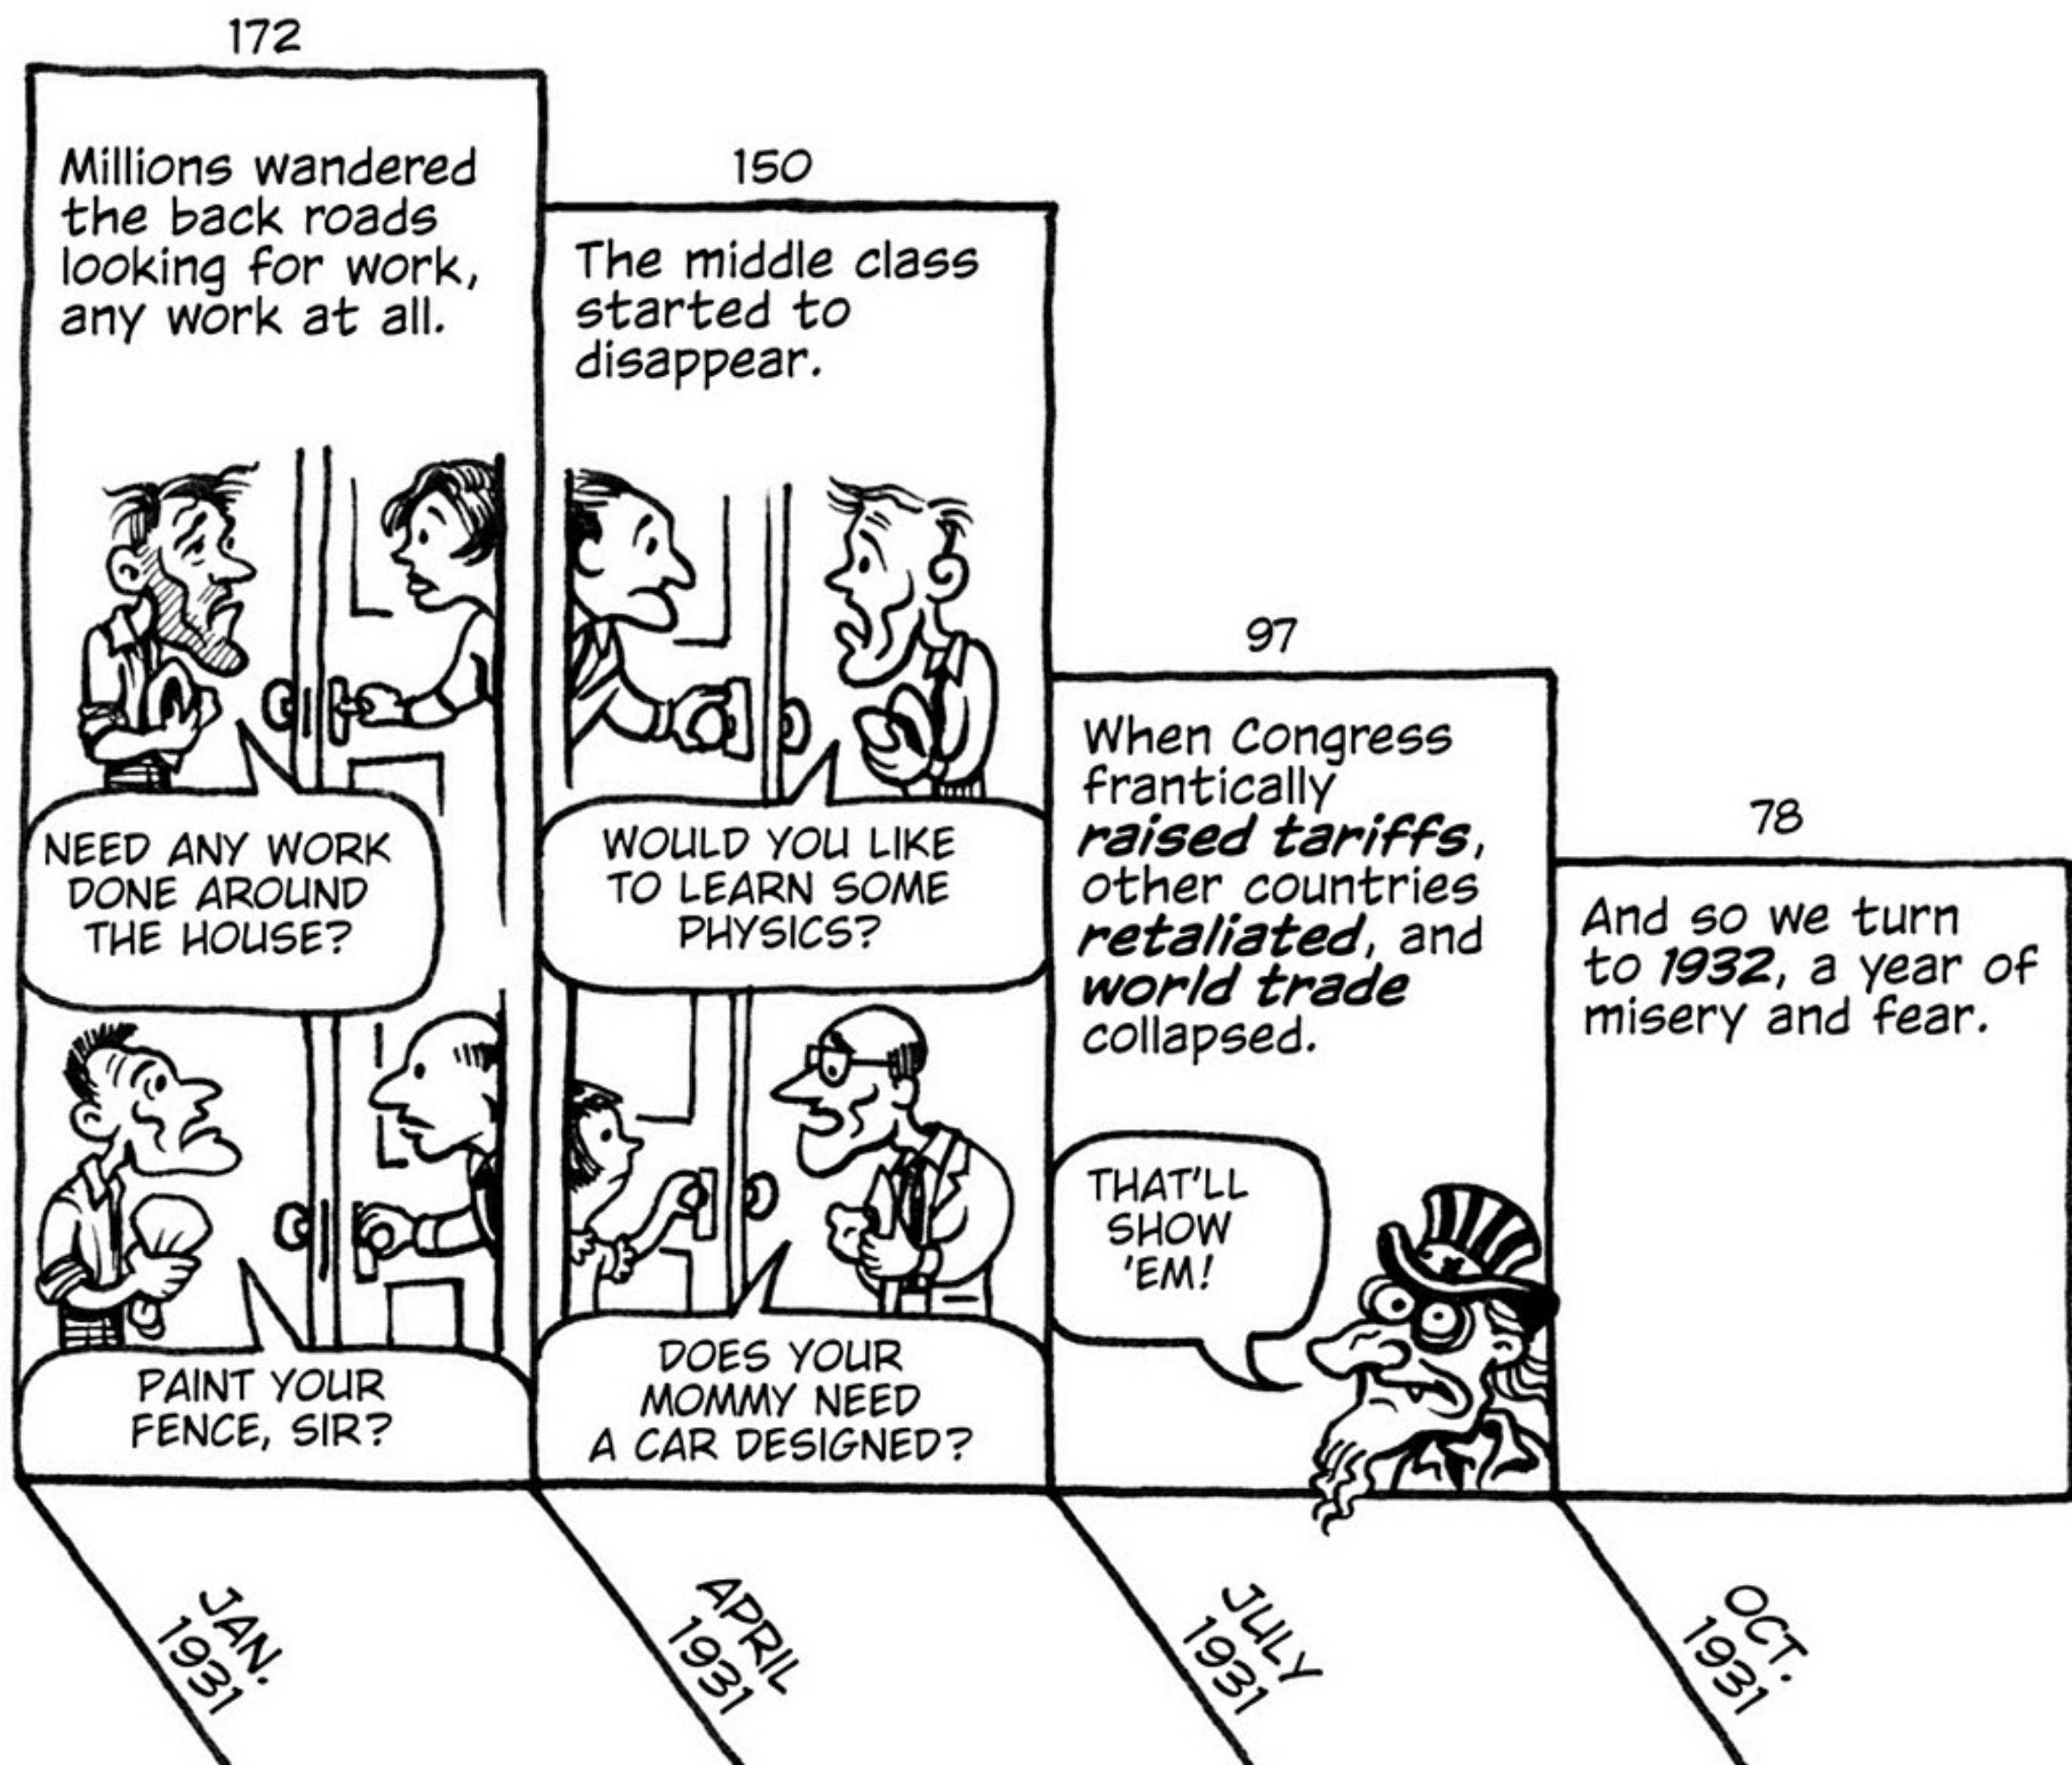 172
Millions wandered
the back roads
looking for work,
any work at all.
NEED ANY WORK
DONE AROUND
THE HOUSE?
PAINT YOUR
FENCE, SIR?
JAN.
1931
150
The middle class
started to
disappear.
WOULD YOU LIKE
TO LEARN SOME
PHYSICS?
DOES YOUR
MOMMY NEED
A CAR DESIGNED?
APRIL
1931
97
When Congress
frantically
raised tariffs,
other countries
retaliated, and
world trade
collapsed.
THAT'LL
SHOW
'EM!
JULY
1931
78
And so we turn
to 1932, a year of
misery and fear.
OCT.
1931